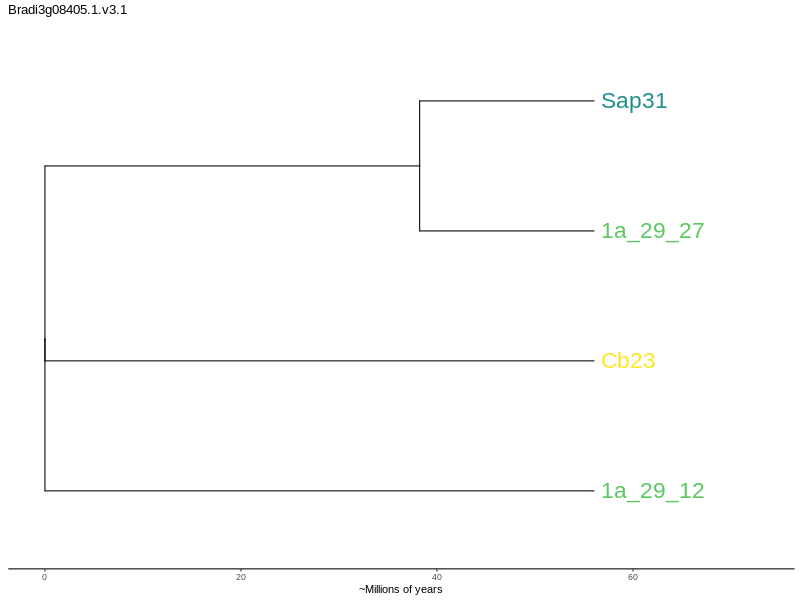 Bradi3g08405.1.v3.1
Sap31
1a_29_27
Cb23
1a_29_12
0 20 40 60
~Millions of years